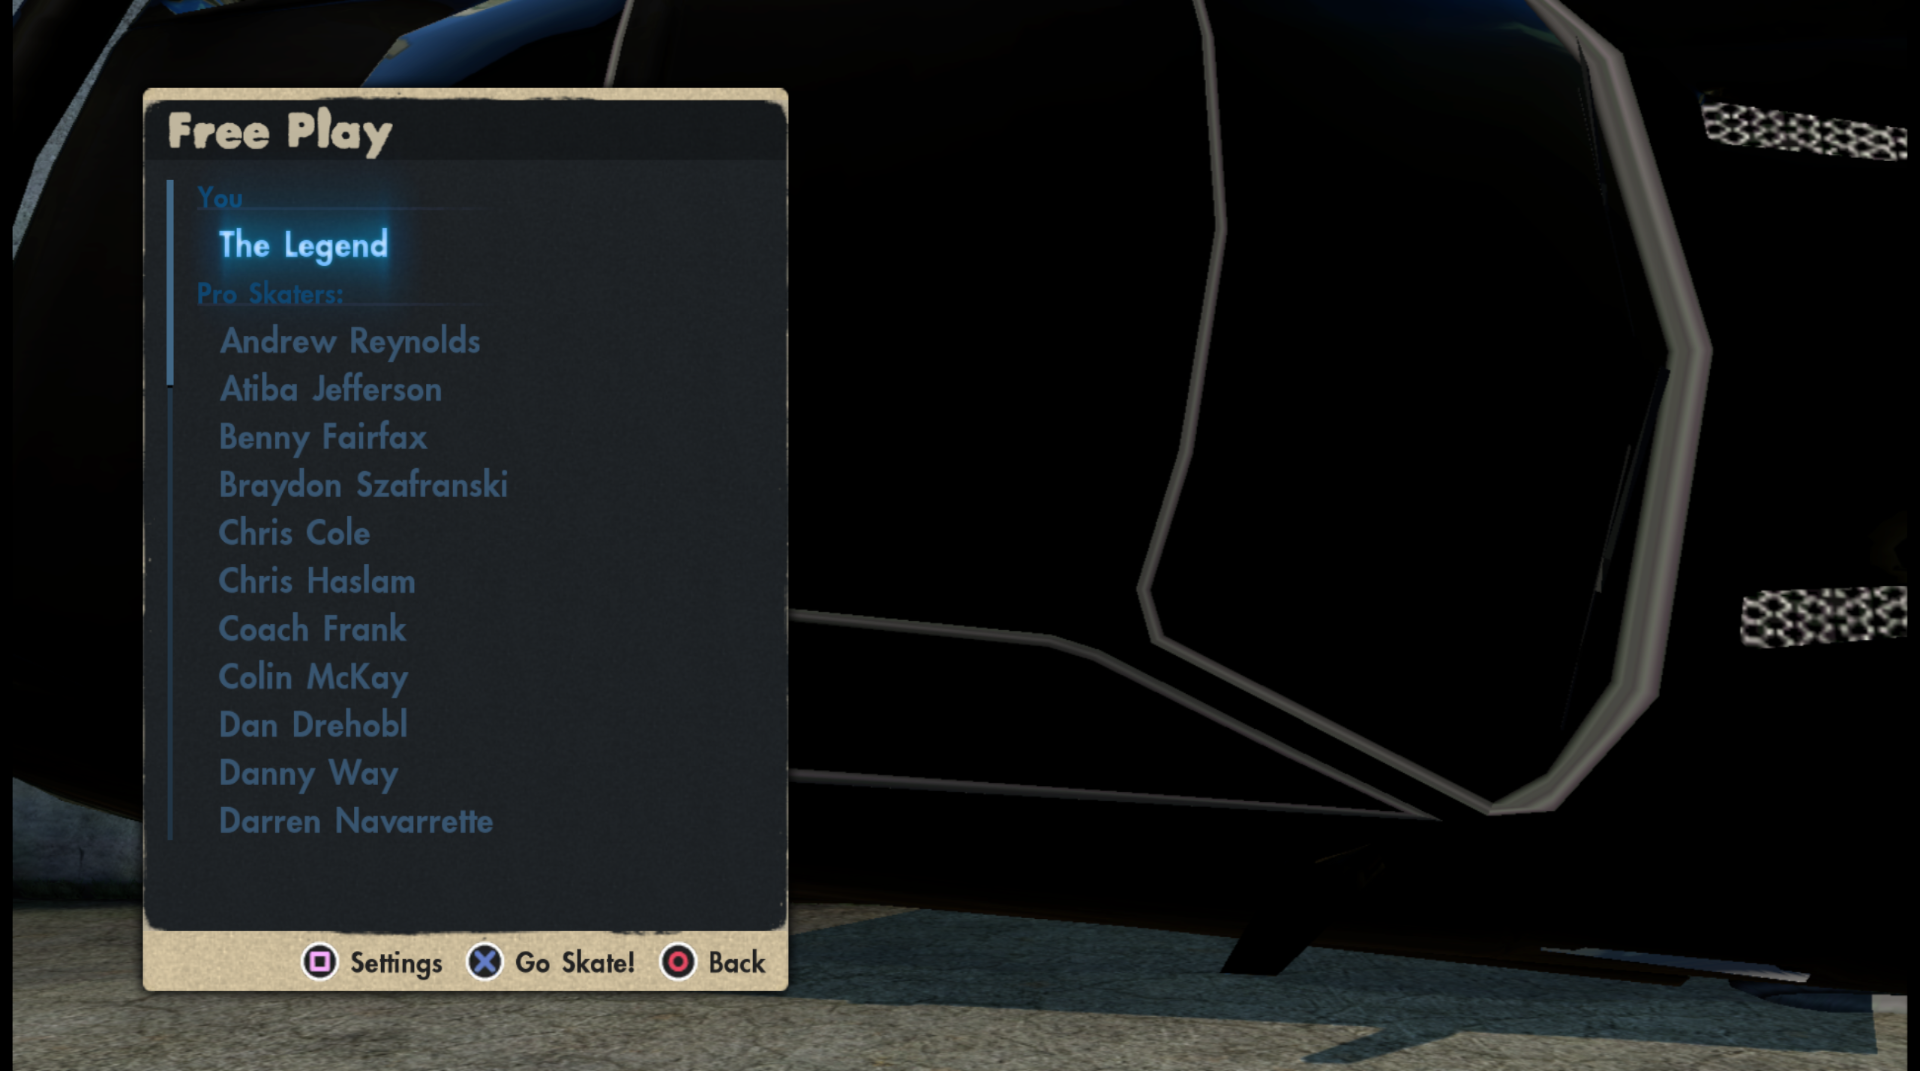 Free Play
You
The Legend
Pro Skaters:
Andrew Reynolds
Atiba Jefferson
Benny Fairfax
Braydon Szafranski
Chris Cole
Chris Haslam
Coach Frank
Colin McKay
Dan Drehobl
Danny Way
Darren Navarrette
Settings Go Skate! Back